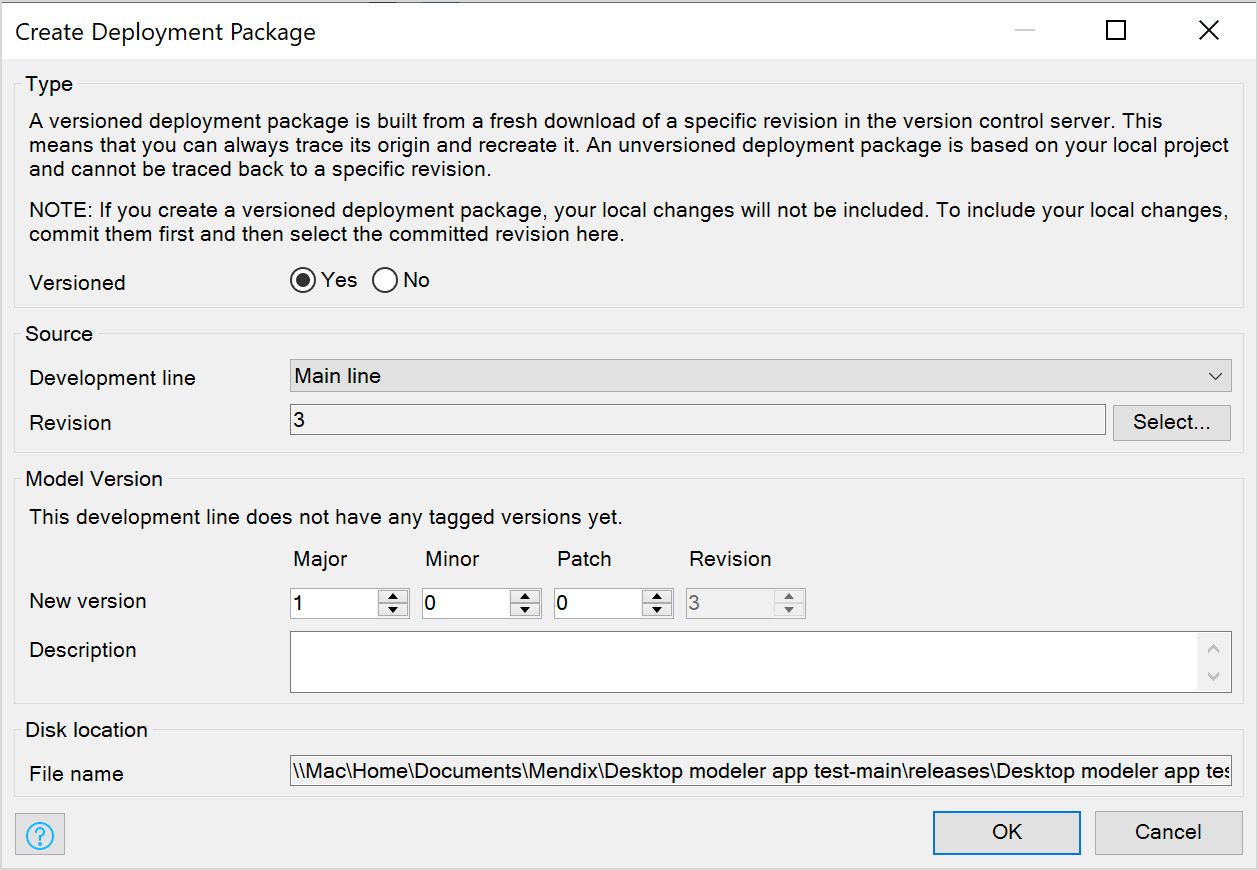 Create Deployment Package
Type
A versioned deployment package is built from a fresh download of a specific revision in the version control server. This
means that you can always trace its origin and recreate it. An unversioned deployment package is based on your local project
and cannot be traced back to a specific revision.
NOTE: If you create a versioned deployment package, your local changes will not be included. To include your local changes,
commit them first and then select the committed revision here.
Versioned Yes No
Source
Development line Main line
Revision 3 Select...
Model Version
This development line does not have any tagged versions yet.
Major Minor Patch Revision
New version 1 0 0 3
Description
Disk location
File name \\Mac\Home\Documents\Mendix\Desktop modeler app test-main\releases\Desktop modeler app tes
? OK Cancel